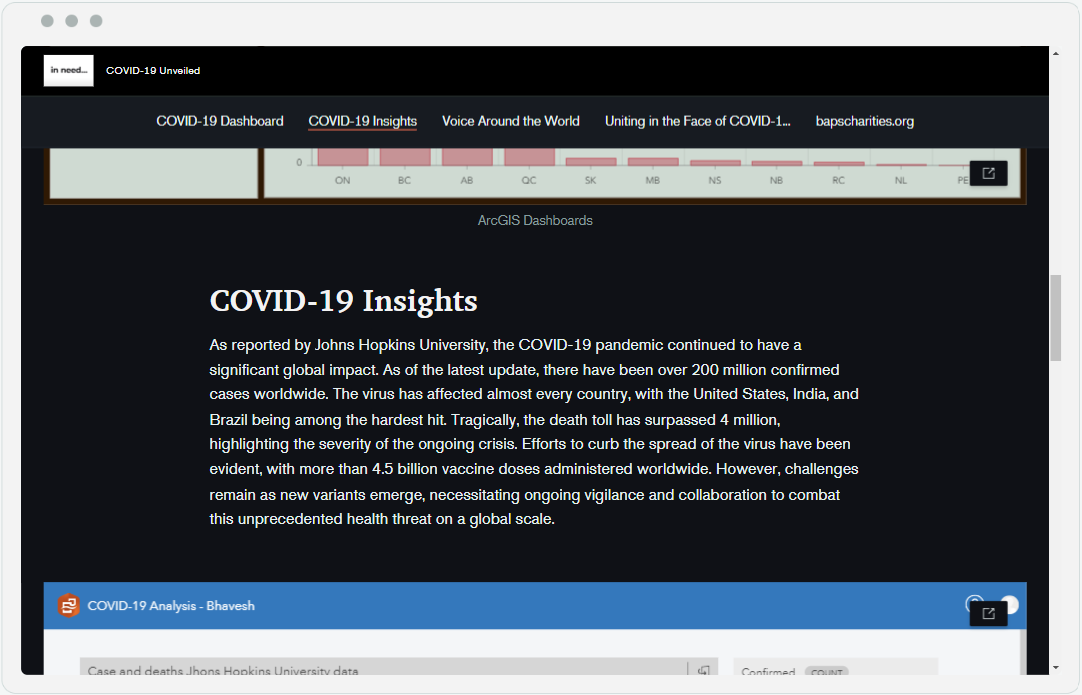 in need...
COVID-19 Unveiled
COVID-19 Dashboard
COVID-19 Insights
Voice Around the World
Uniting in the Face of COVID-1...
bapscharities.org
0
ON BC AB QC SK MB NS NB RC NL PE
ArcGIS Dashboards
COVID-19 Insights
As reported by Johns Hopkins University, the COVID-19 pandemic continued to have a
significant global impact. As of the latest update, there have been over 200 million confirmed
cases worldwide. The virus has affected almost every country, with the United States, India, and
Brazil being among the hardest hit. Tragically, the death toll has surpassed 4 million,
highlighting the severity of the ongoing crisis. Efforts to curb the spread of the virus have been
evident, with more than 4.5 billion vaccine doses administered worldwide. However, challenges
remain as new variants emerge, necessitating ongoing vigilance and collaboration to combat
this unprecedented health threat on a global scale.
COVID-19 Analysis - Bhavesh
Case and deaths Jhons Hopkins University data
Confirmed COUNT